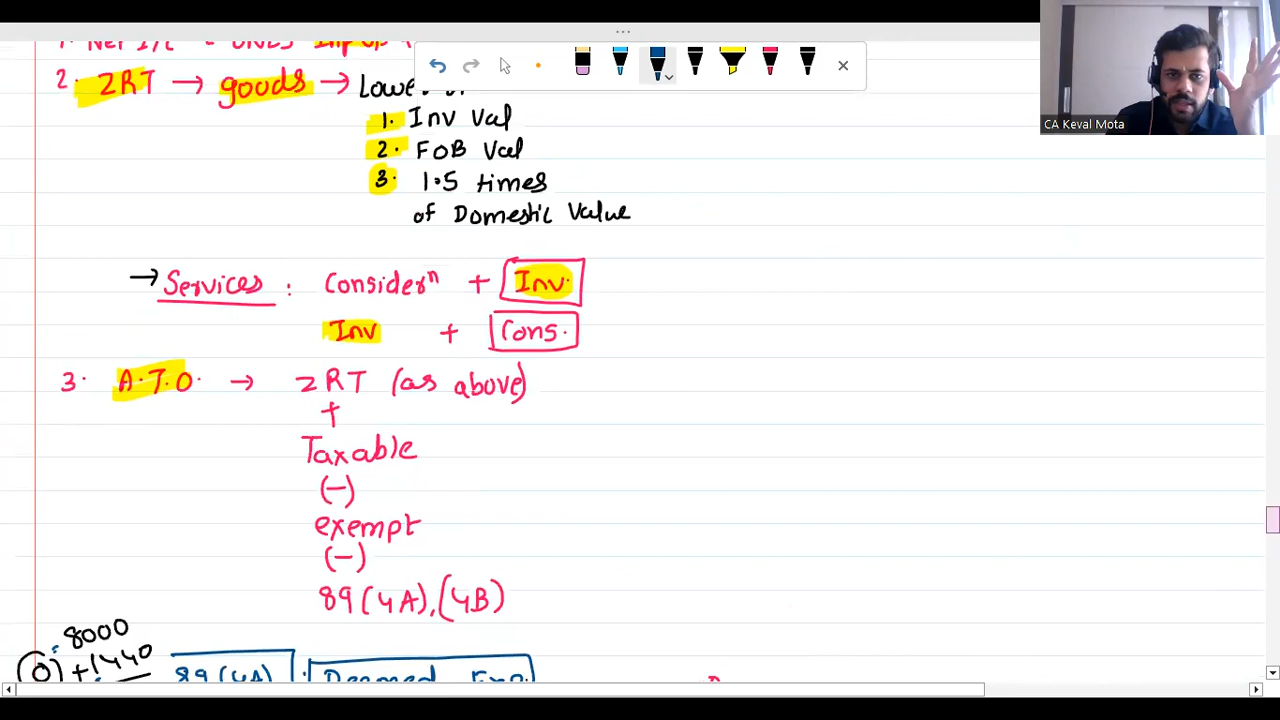 2. ZRT → goods → Lower of
1. Inv Val
2. FOB Val
3. 1.5 times
of Domestic Value
CA Keval Mota
→ Services : Considerⁿ + Inv.
Inv + Cons.
3. A.T.O. → ZRT (as above)
+
Taxable
(-)
exempt
(-)
89(4A),(4B)
8000
+1440
89(4A)